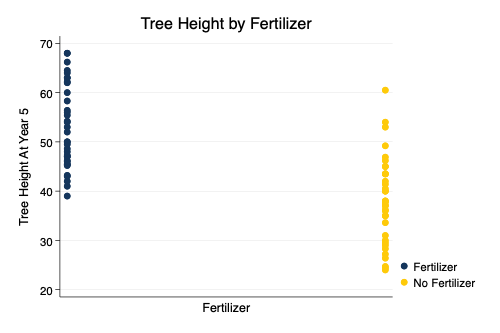 Tree Height by Fertilizer
Tree Height At Year 5
70
60
50
40
30
20
Fertilizer
Fertilizer
No Fertilizer